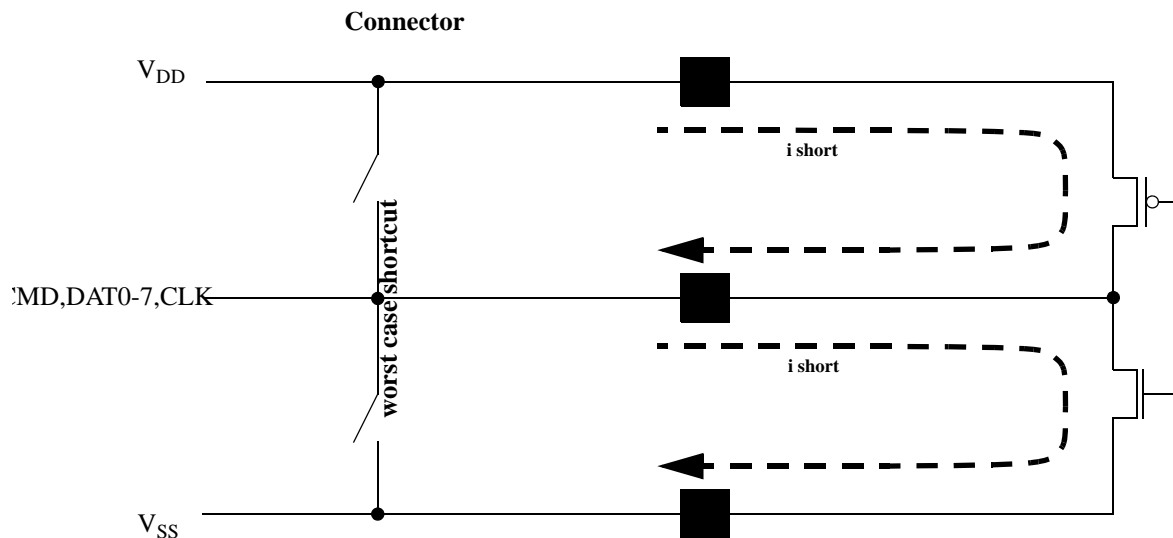 Connector
VDD
i short
worst case shortcut
MD,DAT0-7,CLK
i short
VSS